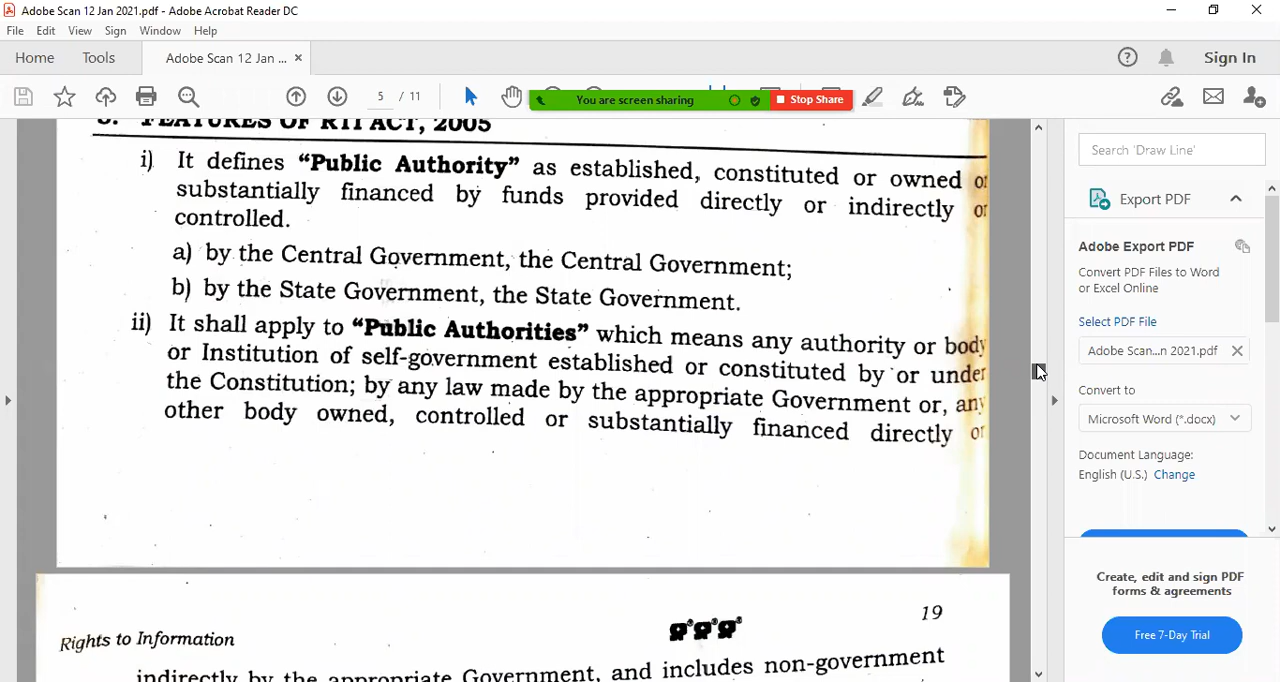 Adobe Scan 12 Jan 2021.pdf - Adobe Acrobat Reader DC
File Edit View Sign Window Help
Home Tools Adobe Scan 12 Jan ... × Sign In
5 / 11
You are screen sharing Stop Share
FEATURES OF RTI ACT, 2005
i) It defines “Public Authority” as established, constituted or owned or
substantially financed by funds provided directly or indirectly or
controlled.
a) by the Central Government, the Central Government;
b) by the State Government, the State Government.
ii) It shall apply to “Public Authorities” which means any authority or body
or Institution of self-government established or constituted by or under
the Constitution; by any law made by the appropriate Government or, any
other body owned, controlled or substantially financed directly or
19
Rights to Information
indirectly by the appropriate Government, and includes non-government
Search 'Draw Line'
Export PDF
Adobe Export PDF
Convert PDF Files to Word
or Excel Online
Select PDF File
Adobe Scan...n 2021.pdf
Convert to
Microsoft Word (*.docx)
Document Language:
English (U.S.) Change
Create, edit and sign PDF
forms & agreements
Free 7-Day Trial